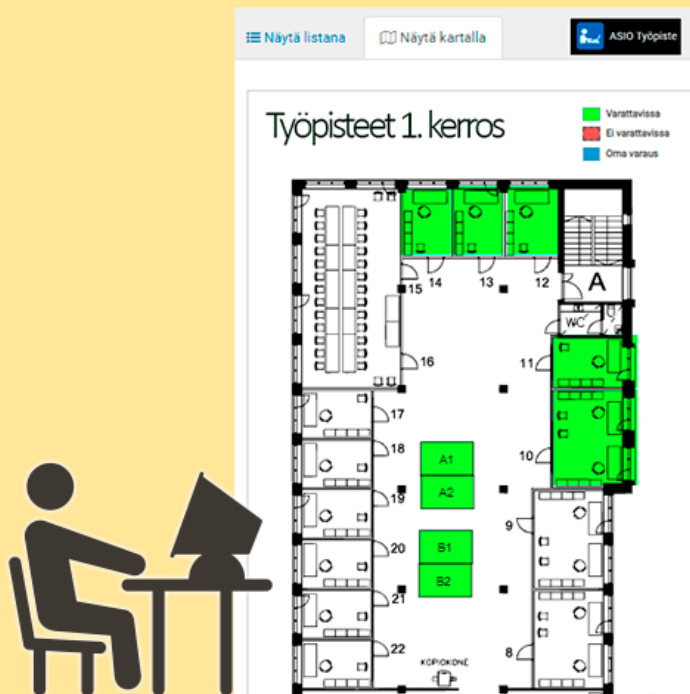 Näytä listana
Näytä kartalla
ASIO Työpiste
Työpisteet 1. kerros
Varattavissa
Ei varattavissa
Oma varaus
15
14
13
12
A
WC
16
11
17
18
10
A1
A2
19
9
20
B1
B2
21
22
8
KOPIOKONE